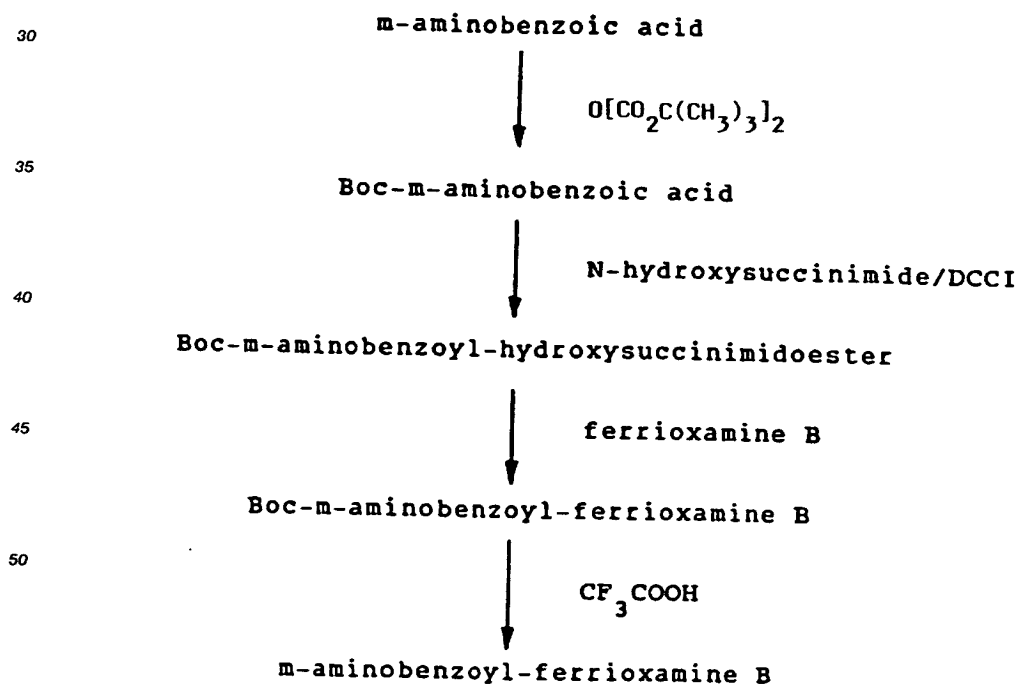 30 m-aminobenzoic acid
O[CO₂C(CH₃)₃]₂
35 Boc-m-aminobenzoic acid
N-hydroxysuccinimide/DCCI
40
Boc-m-aminobenzoyl-hydroxysuccinimidoester
45 ferrioxamine B
Boc-m-aminobenzoyl-ferrioxamine B
50
CF₃COOH
m-aminobenzoyl-ferrioxamine B